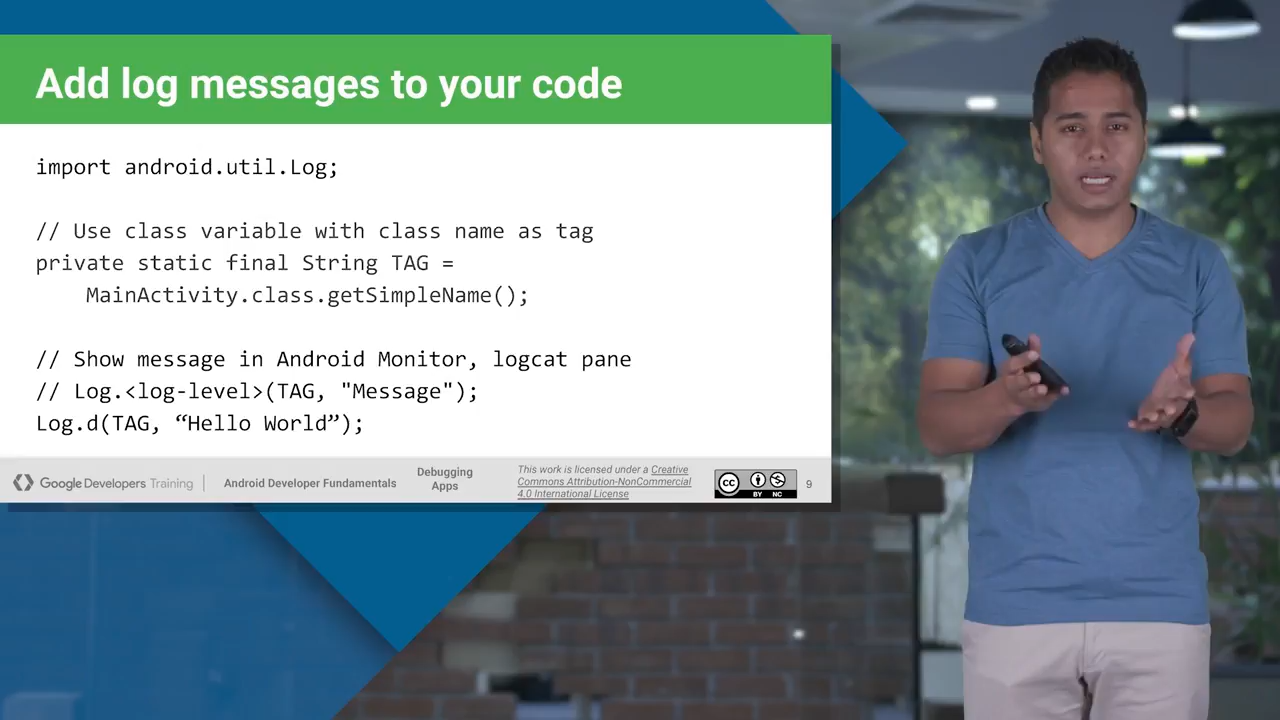 Add log messages to your code
import android.util.Log;
// Use class variable with class name as tag
private static final String TAG =
MainActivity.class.getSimpleName();
// Show message in Android Monitor, logcat pane
// Log.<log-level>(TAG, "Message");
Log.d(TAG, “Hello World”);
Google Developers Training
Android Developer Fundamentals
Debugging
Apps
This work is licensed under a Creative
Commons Attribution-NonCommercial
4.0 International License
cc
BY NC
9